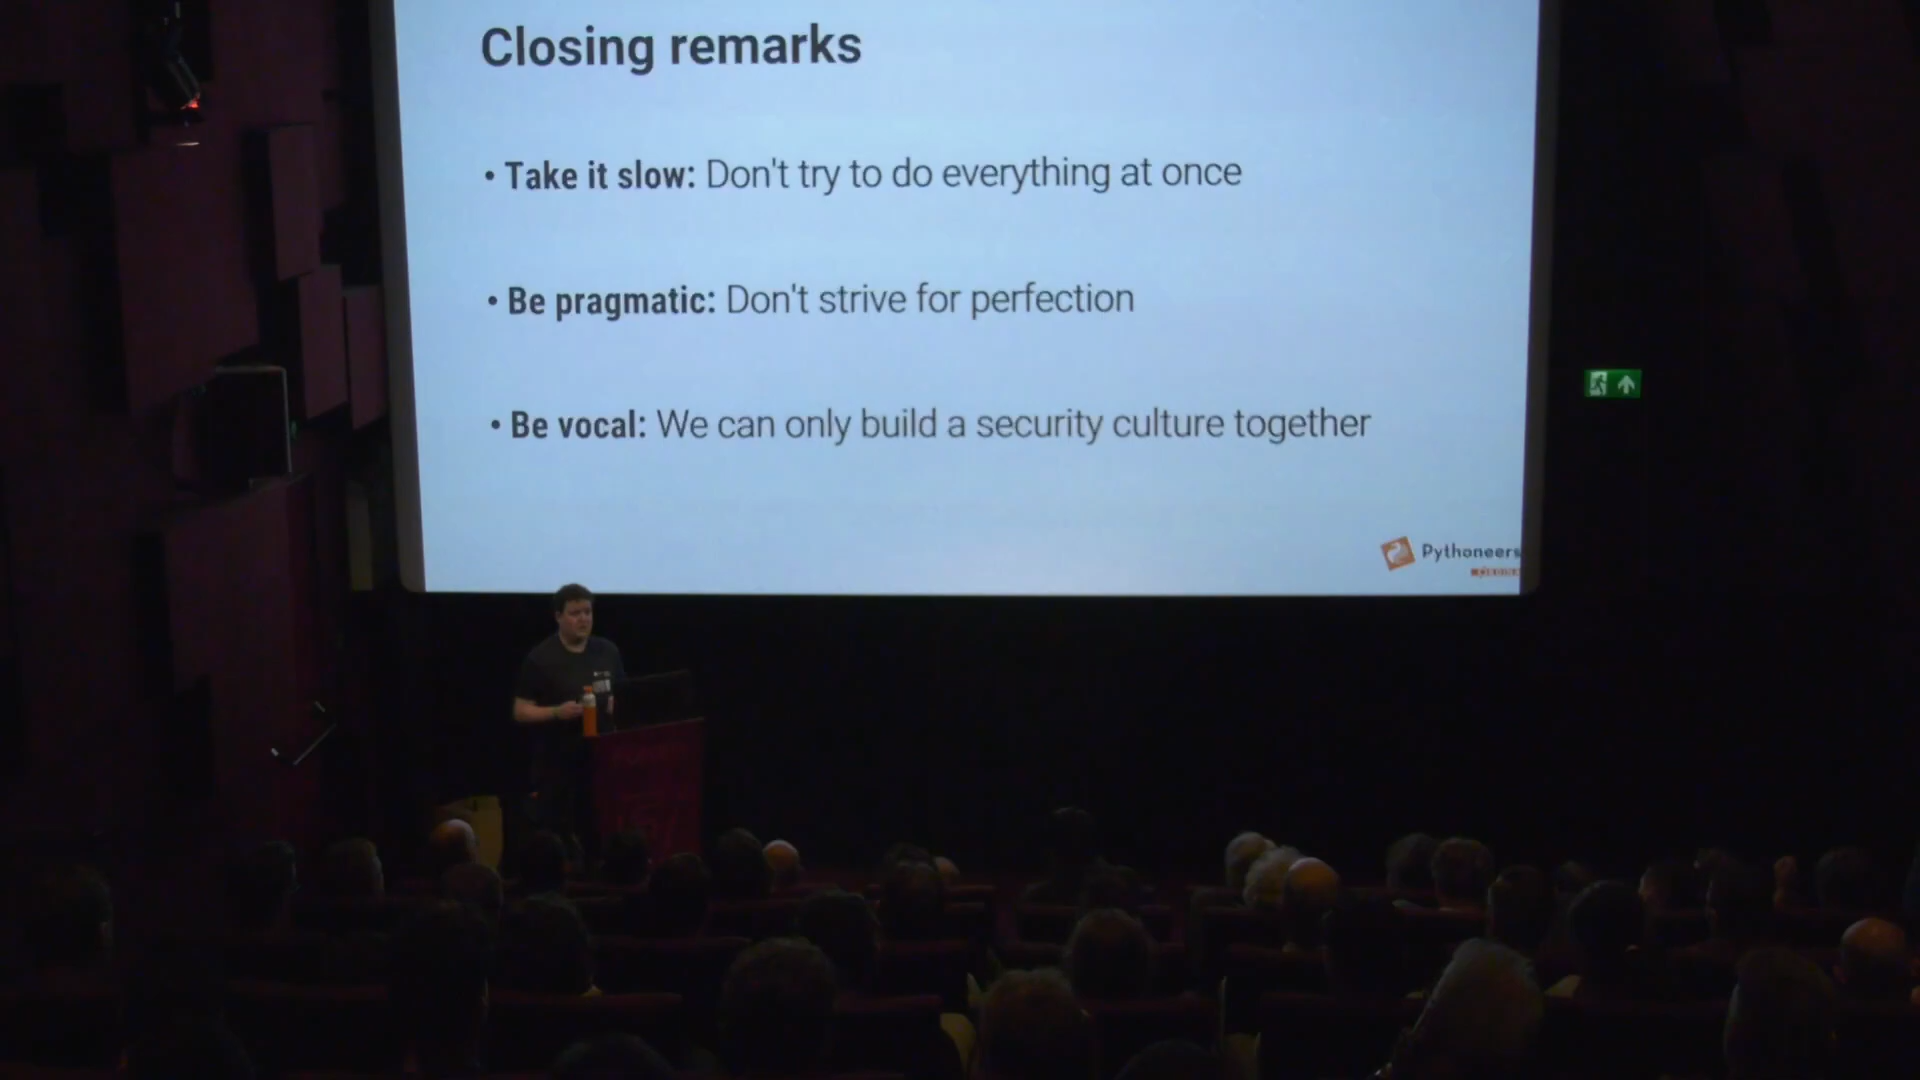 Closing remarks
• Take it slow: Don't try to do everything at once
• Be pragmatic: Don't strive for perfection
• Be vocal: We can only build a security culture together
Pythoneers